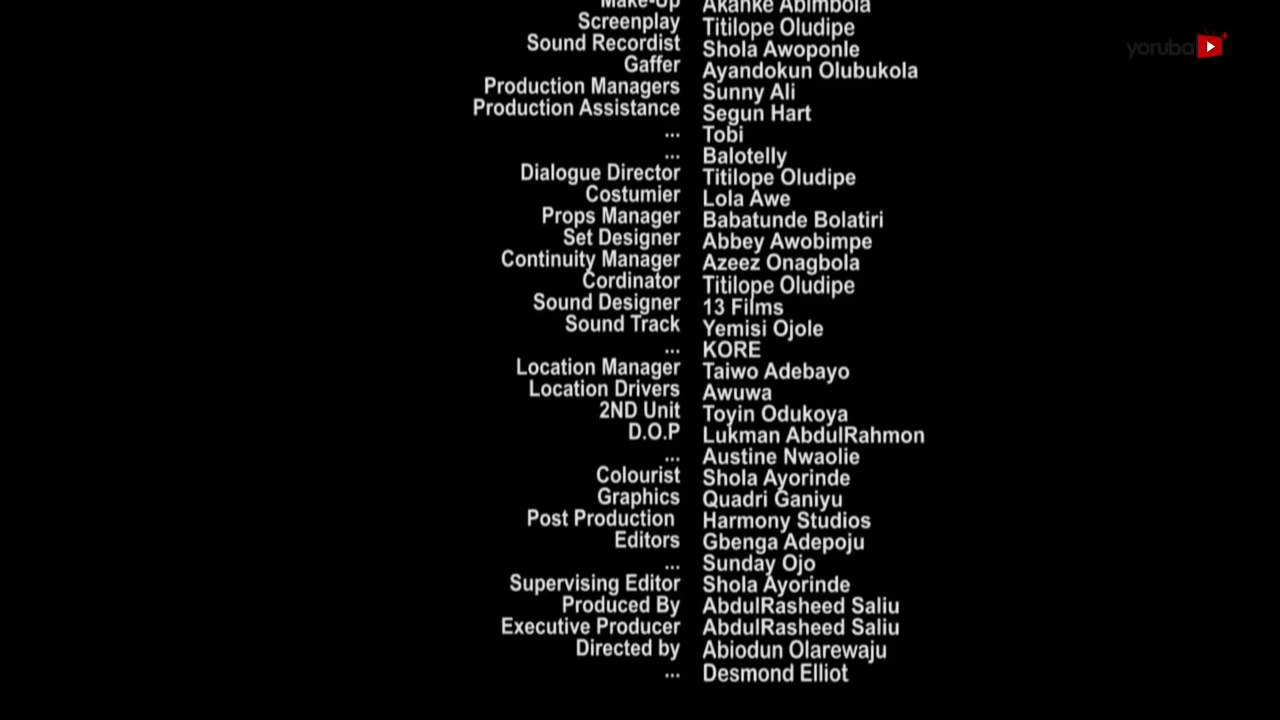 Make-Up Akanke Abimbola
Screenplay Titilope Oludipe
Sound Recordist Shola Awoponle
Gaffer Ayandokun Olubukola
Production Managers Sunny Ali
Production Assistance Segun Hart
... Tobi
... Balotelly
Dialogue Director Titilope Oludipe
Costumier Lola Awe
Props Manager Babatunde Bolatiri
Set Designer Abbey Awobimpe
Continuity Manager Azeez Onagbola
Cordinator Titilope Oludipe
Sound Designer 13 Films
Sound Track Yemisi Ojole
... KORE
Location Manager Taiwo Adebayo
Location Drivers Awuwa
2ND Unit Toyin Odukoya
D.O.P Lukman AbdulRahmon
... Austine Nwaolie
Colourist Shola Ayorinde
Graphics Quadri Ganiyu
Post Production Harmony Studios
Editors Gbenga Adepoju
... Sunday Ojo
Supervising Editor Shola Ayorinde
Produced By AbdulRasheed Saliu
Executive Producer AbdulRasheed Saliu
Directed by Abiodun Olarewaju
... Desmond Elliot
yoruba